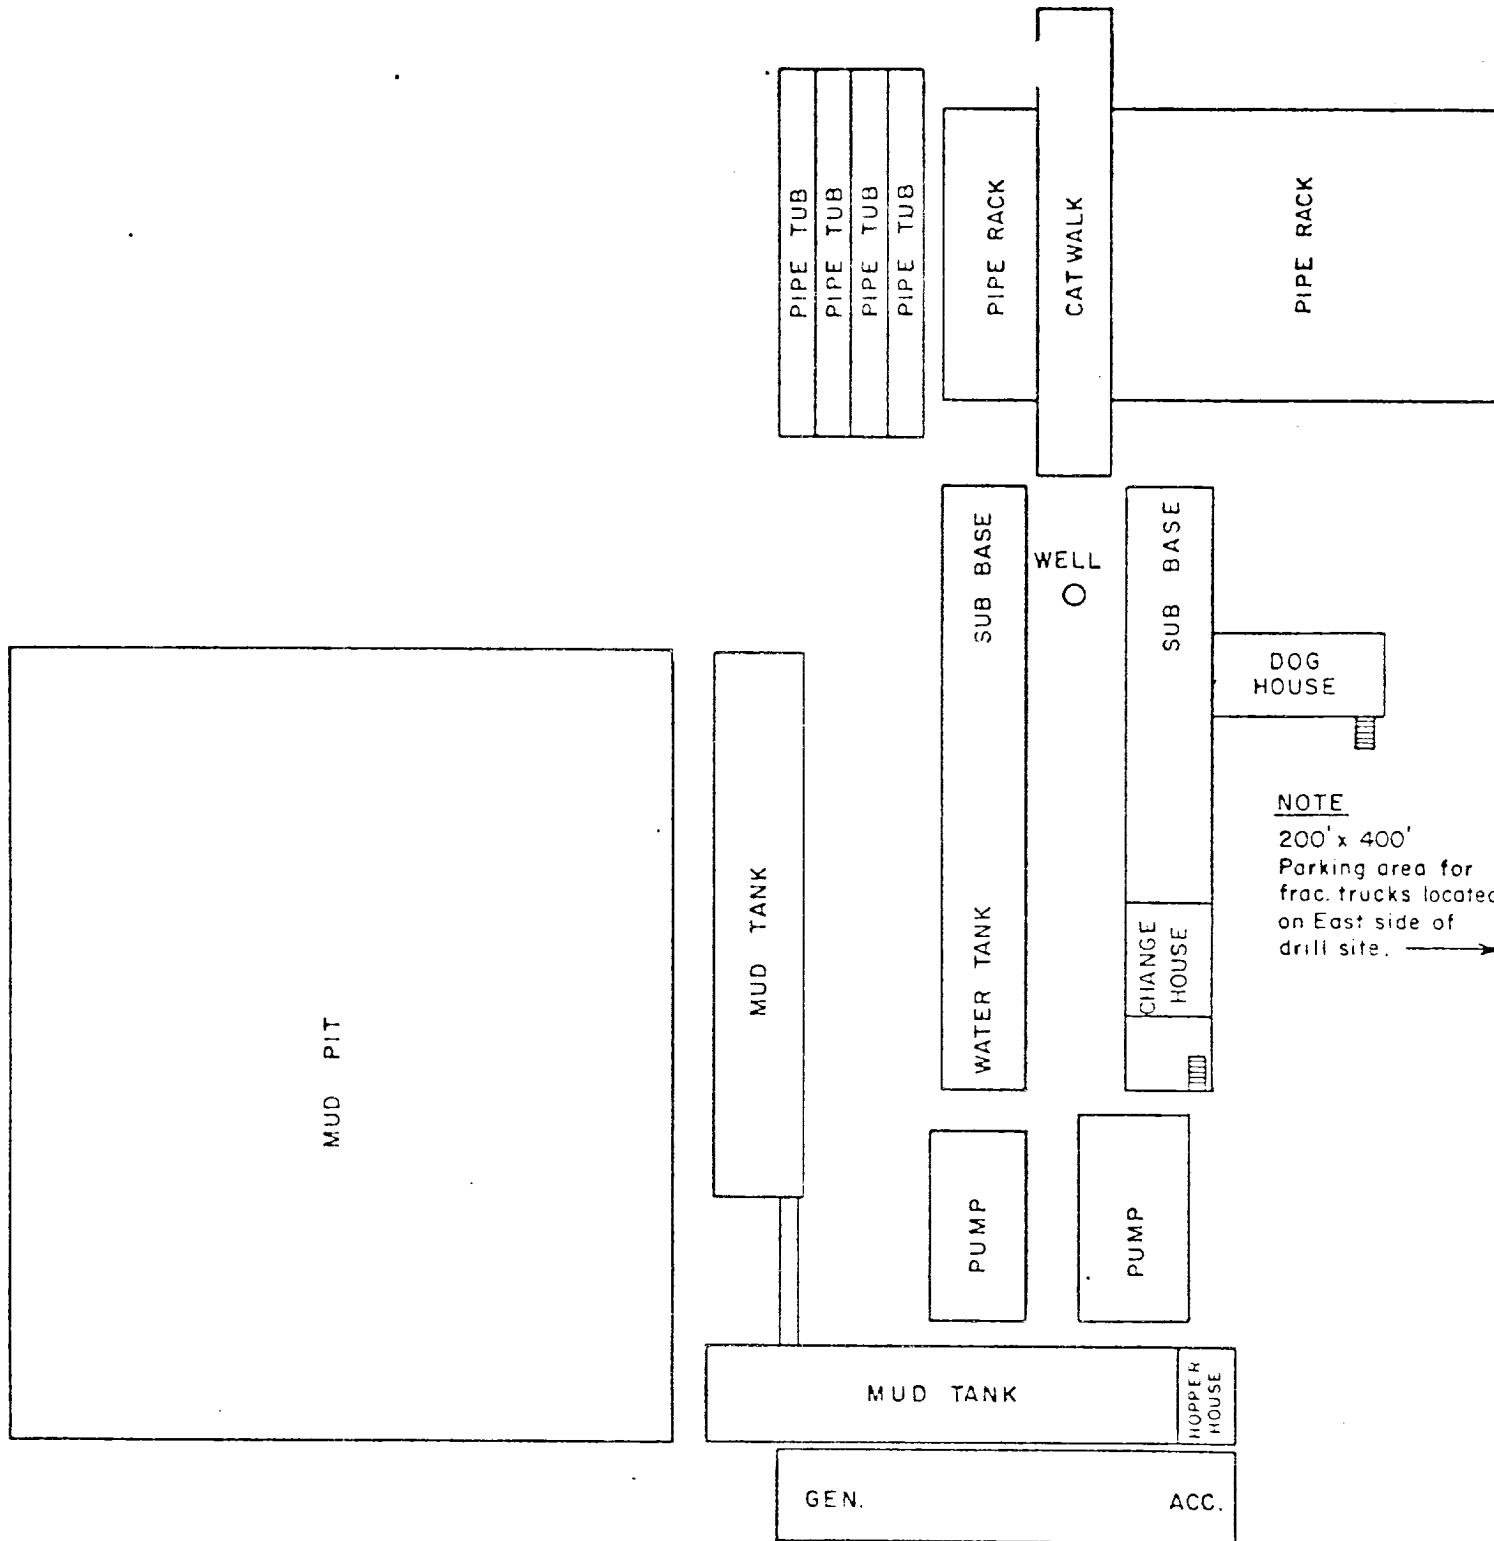 PIPE TUB
PIPE TUB
PIPE TUB
PIPE TUB
PIPE RACK
CATWALK
PIPE RACK
SUB BASE
WELL
SUB BASE
DOG
HOUSE
NOTE
200' x 400'
Parking area for
frac. trucks located
on East side of
drill site.
MUD PIT
MUD TANK
WATER TANK
CHANGE
HOUSE
PUMP
PUMP
MUD TANK
HOPPER
HOUSE
GEN.
ACC.